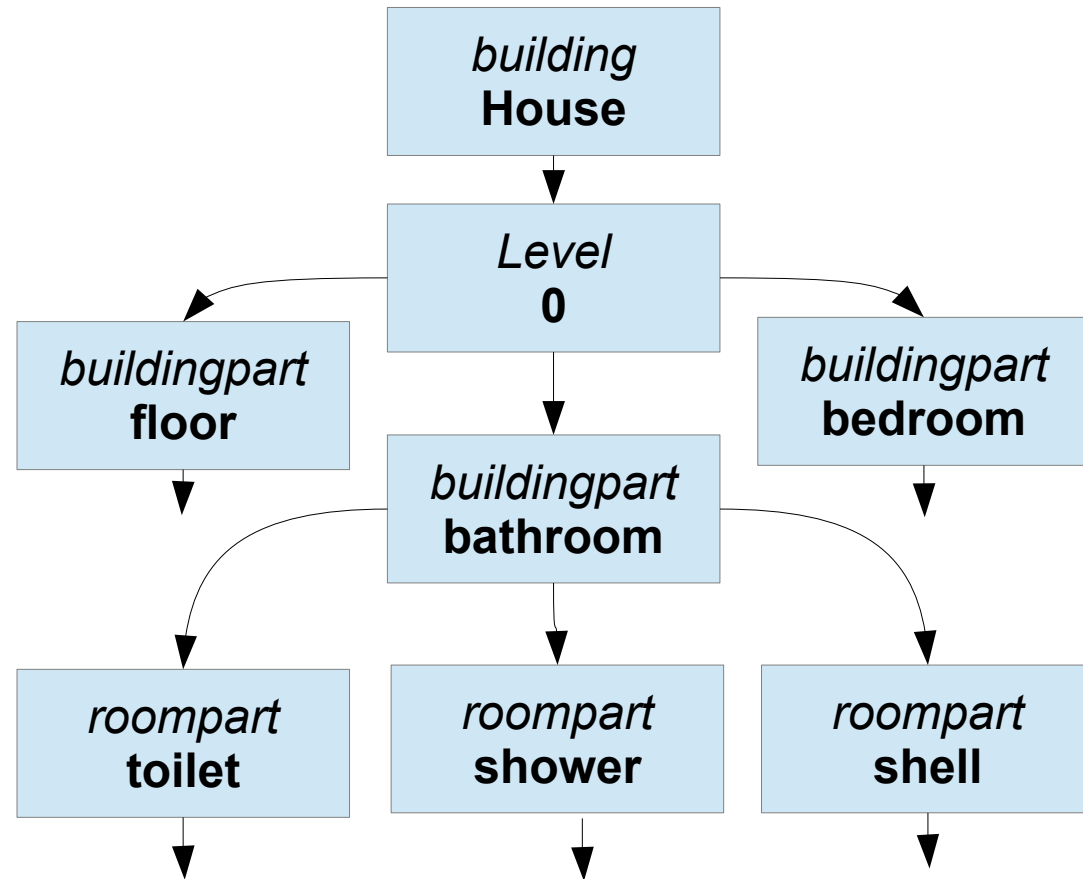 building
House
Level
0
buildingpart
floor
buildingpart
bedroom
buildingpart
bathroom
roompart
toilet
roompart
shower
roompart
shell